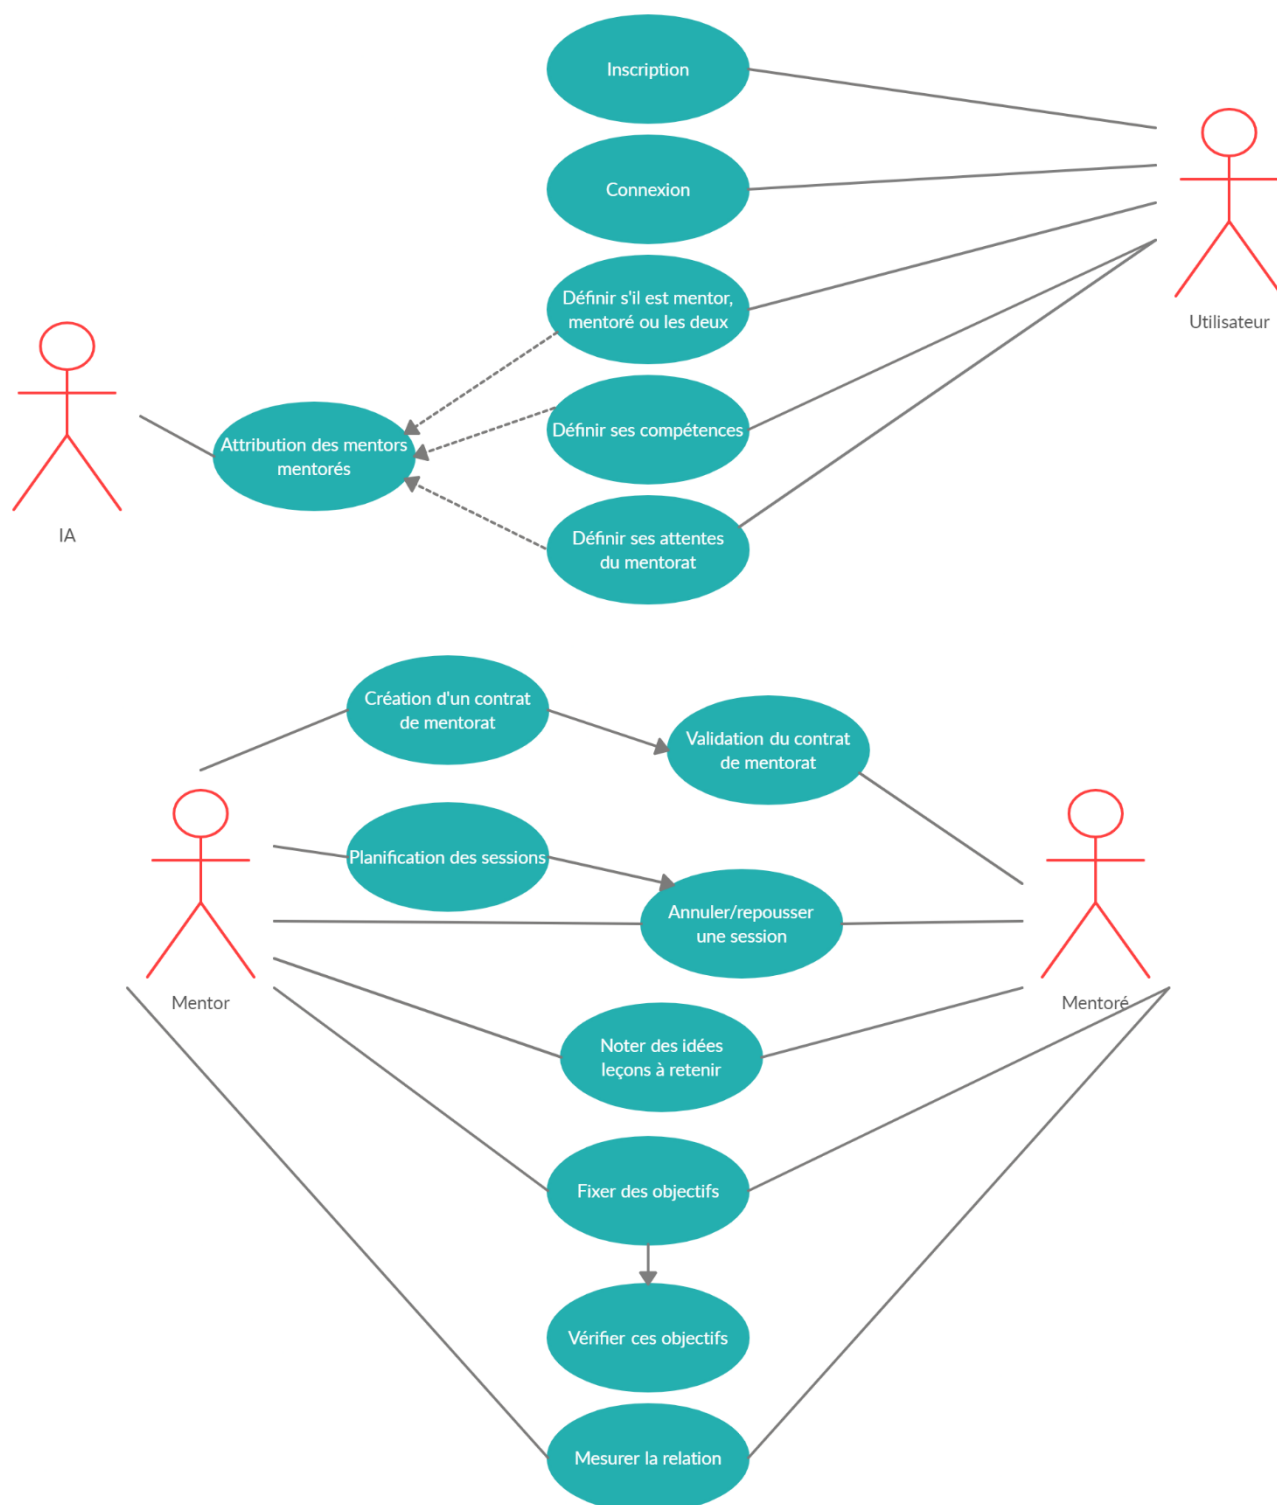 Inscription
Connexion
Définir s'il est mentor,
mentoré ou les deux
Utilisateur
Définir ses compétences
Attribution des mentors
mentorés
IA
Définir ses attentes
du mentorat
Création d'un contrat
de mentorat
Validation du contrat
de mentorat
Planification des sessions
Annuler/repousser
une session
Mentor
Mentoré
Noter des idées
leçons à retenir
Fixer des objectifs
Vérifier ces objectifs
Mesurer la relation